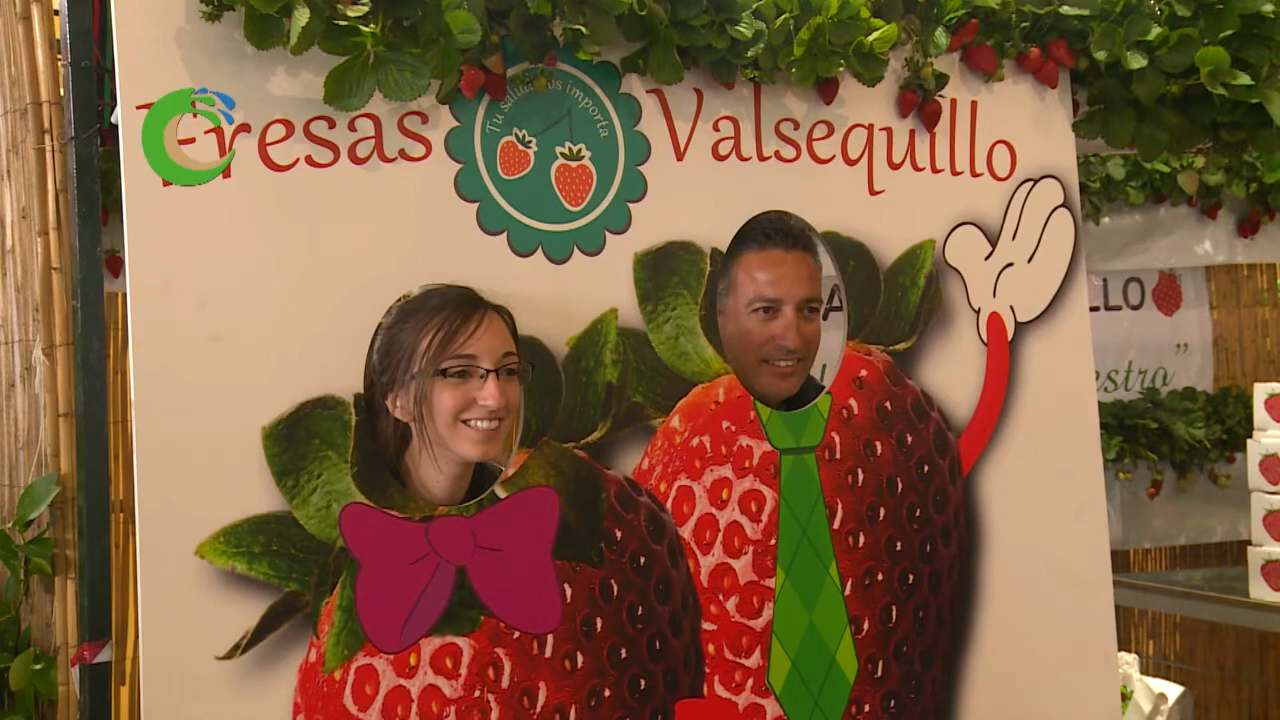 Fresas Valsequillo
Tu salud nos importa
LLO
estro"
A